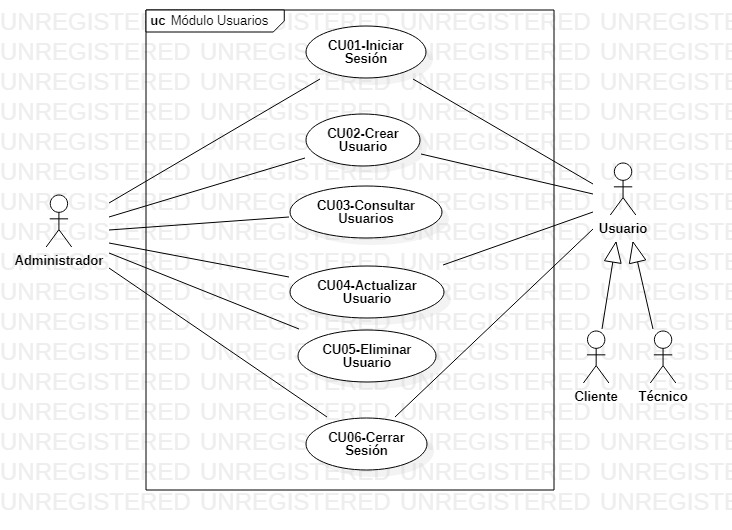 uc Módulo Usuarios
CU01-Iniciar
Sesión
CU02-Crear
Usuario
CU03-Consultar
Usuarios
CU04-Actualizar
Usuario
CU05-Eliminar
Usuario
CU06-Cerrar
Sesión
Administrador
Usuario
Cliente
Técnico
UNREGISTERED UNREGISTERED UNREGISTERED UNREGISTE